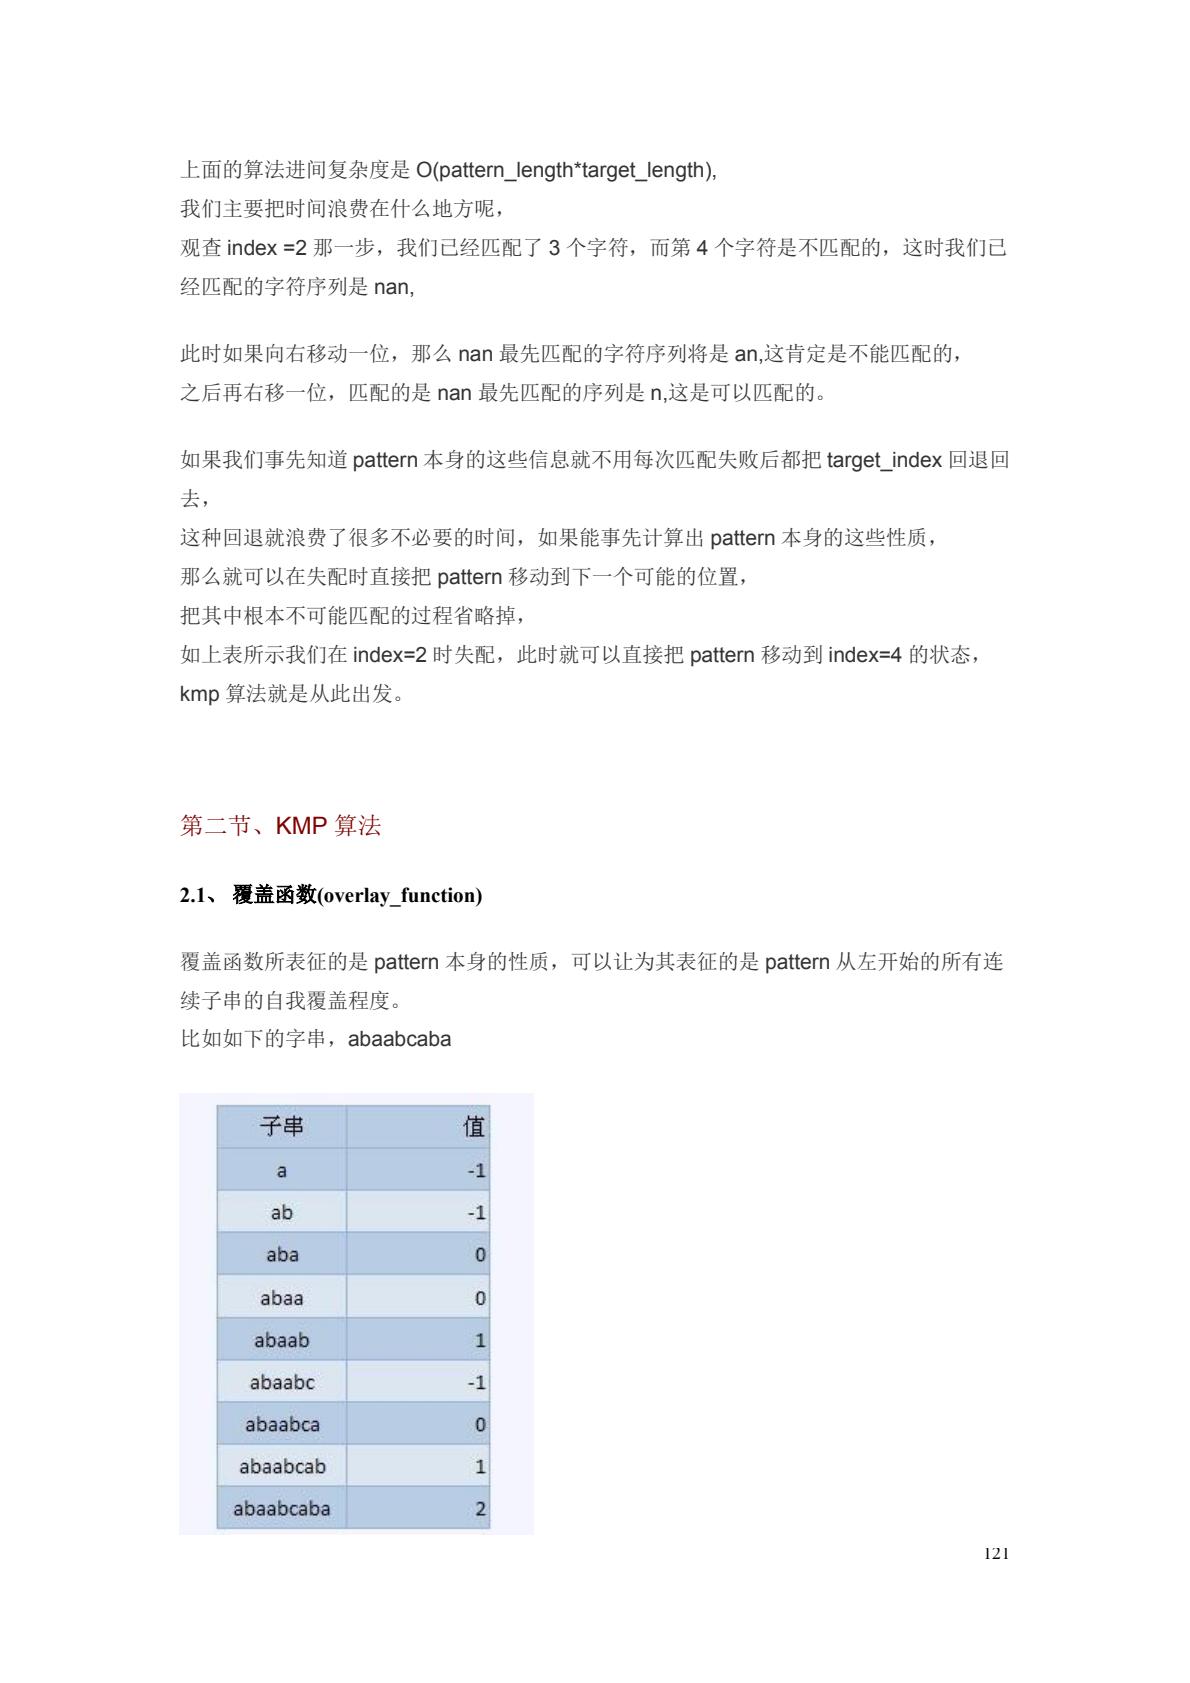 上面的算法进间复杂度是 O(pattern_length*target_length),
我们主要把时间浪费在什么地方呢，
观查 index =2 那一步，我们已经匹配了 3 个字符，而第 4 个字符是不匹配的，这时我们已
经匹配的字符序列是 nan,
此时如果向右移动一位，那么 nan 最先匹配的字符序列将是 an,这肯定是不能匹配的，
之后再右移一位，匹配的是 nan 最先匹配的序列是 n,这是可以匹配的。
如果我们事先知道 pattern 本身的这些信息就不用每次匹配失败后都把 target_index 回退回
去，
这种回退就浪费了很多不必要的时间，如果能事先计算出 pattern 本身的这些性质，
那么就可以在失配时直接把 pattern 移动到下一个可能的位置，
把其中根本不可能匹配的过程省略掉，
如上表所示我们在 index=2 时失配，此时就可以直接把 pattern 移动到 index=4 的状态，
kmp 算法就是从此出发。
第二节、KMP 算法
2.1、 覆盖函数(overlay_function)
覆盖函数所表征的是 pattern 本身的性质，可以让为其表征的是 pattern 从左开始的所有连
续子串的自我覆盖程度。
比如如下的字串，abaabcaba
子串 值
a -1
ab -1
aba 0
abaa 0
abaab 1
abaabc -1
abaabca 0
abaabcab 1
abaabcaba 2
121